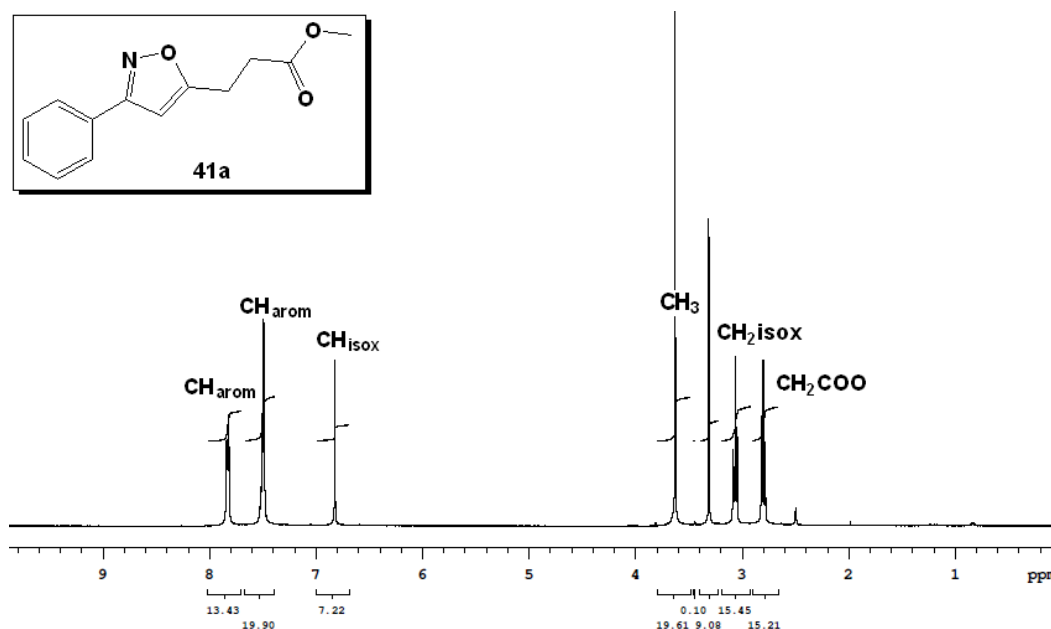 O
N O
O
41a
CHarom
CHarom
CHisox
CH3
CH2isox
CH2COO
9 8 7 6 5 4 3 2 1 ppm
13.43 7.22 0.10 15.45
19.90 19.61 9.08 15.21